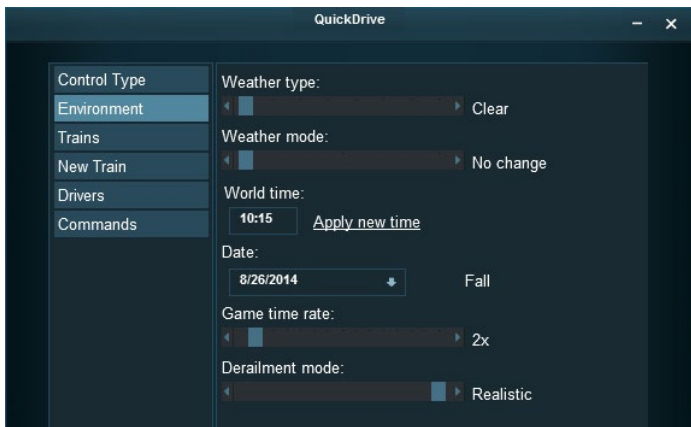 QuickDrive
Control Type
Environment
Trains
New Train
Drivers
Commands
Weather type:
Clear
Weather mode:
No change
World time:
10:15 Apply new time
Date:
8/26/2014 Fall
Game time rate:
2x
Derailment mode:
Realistic